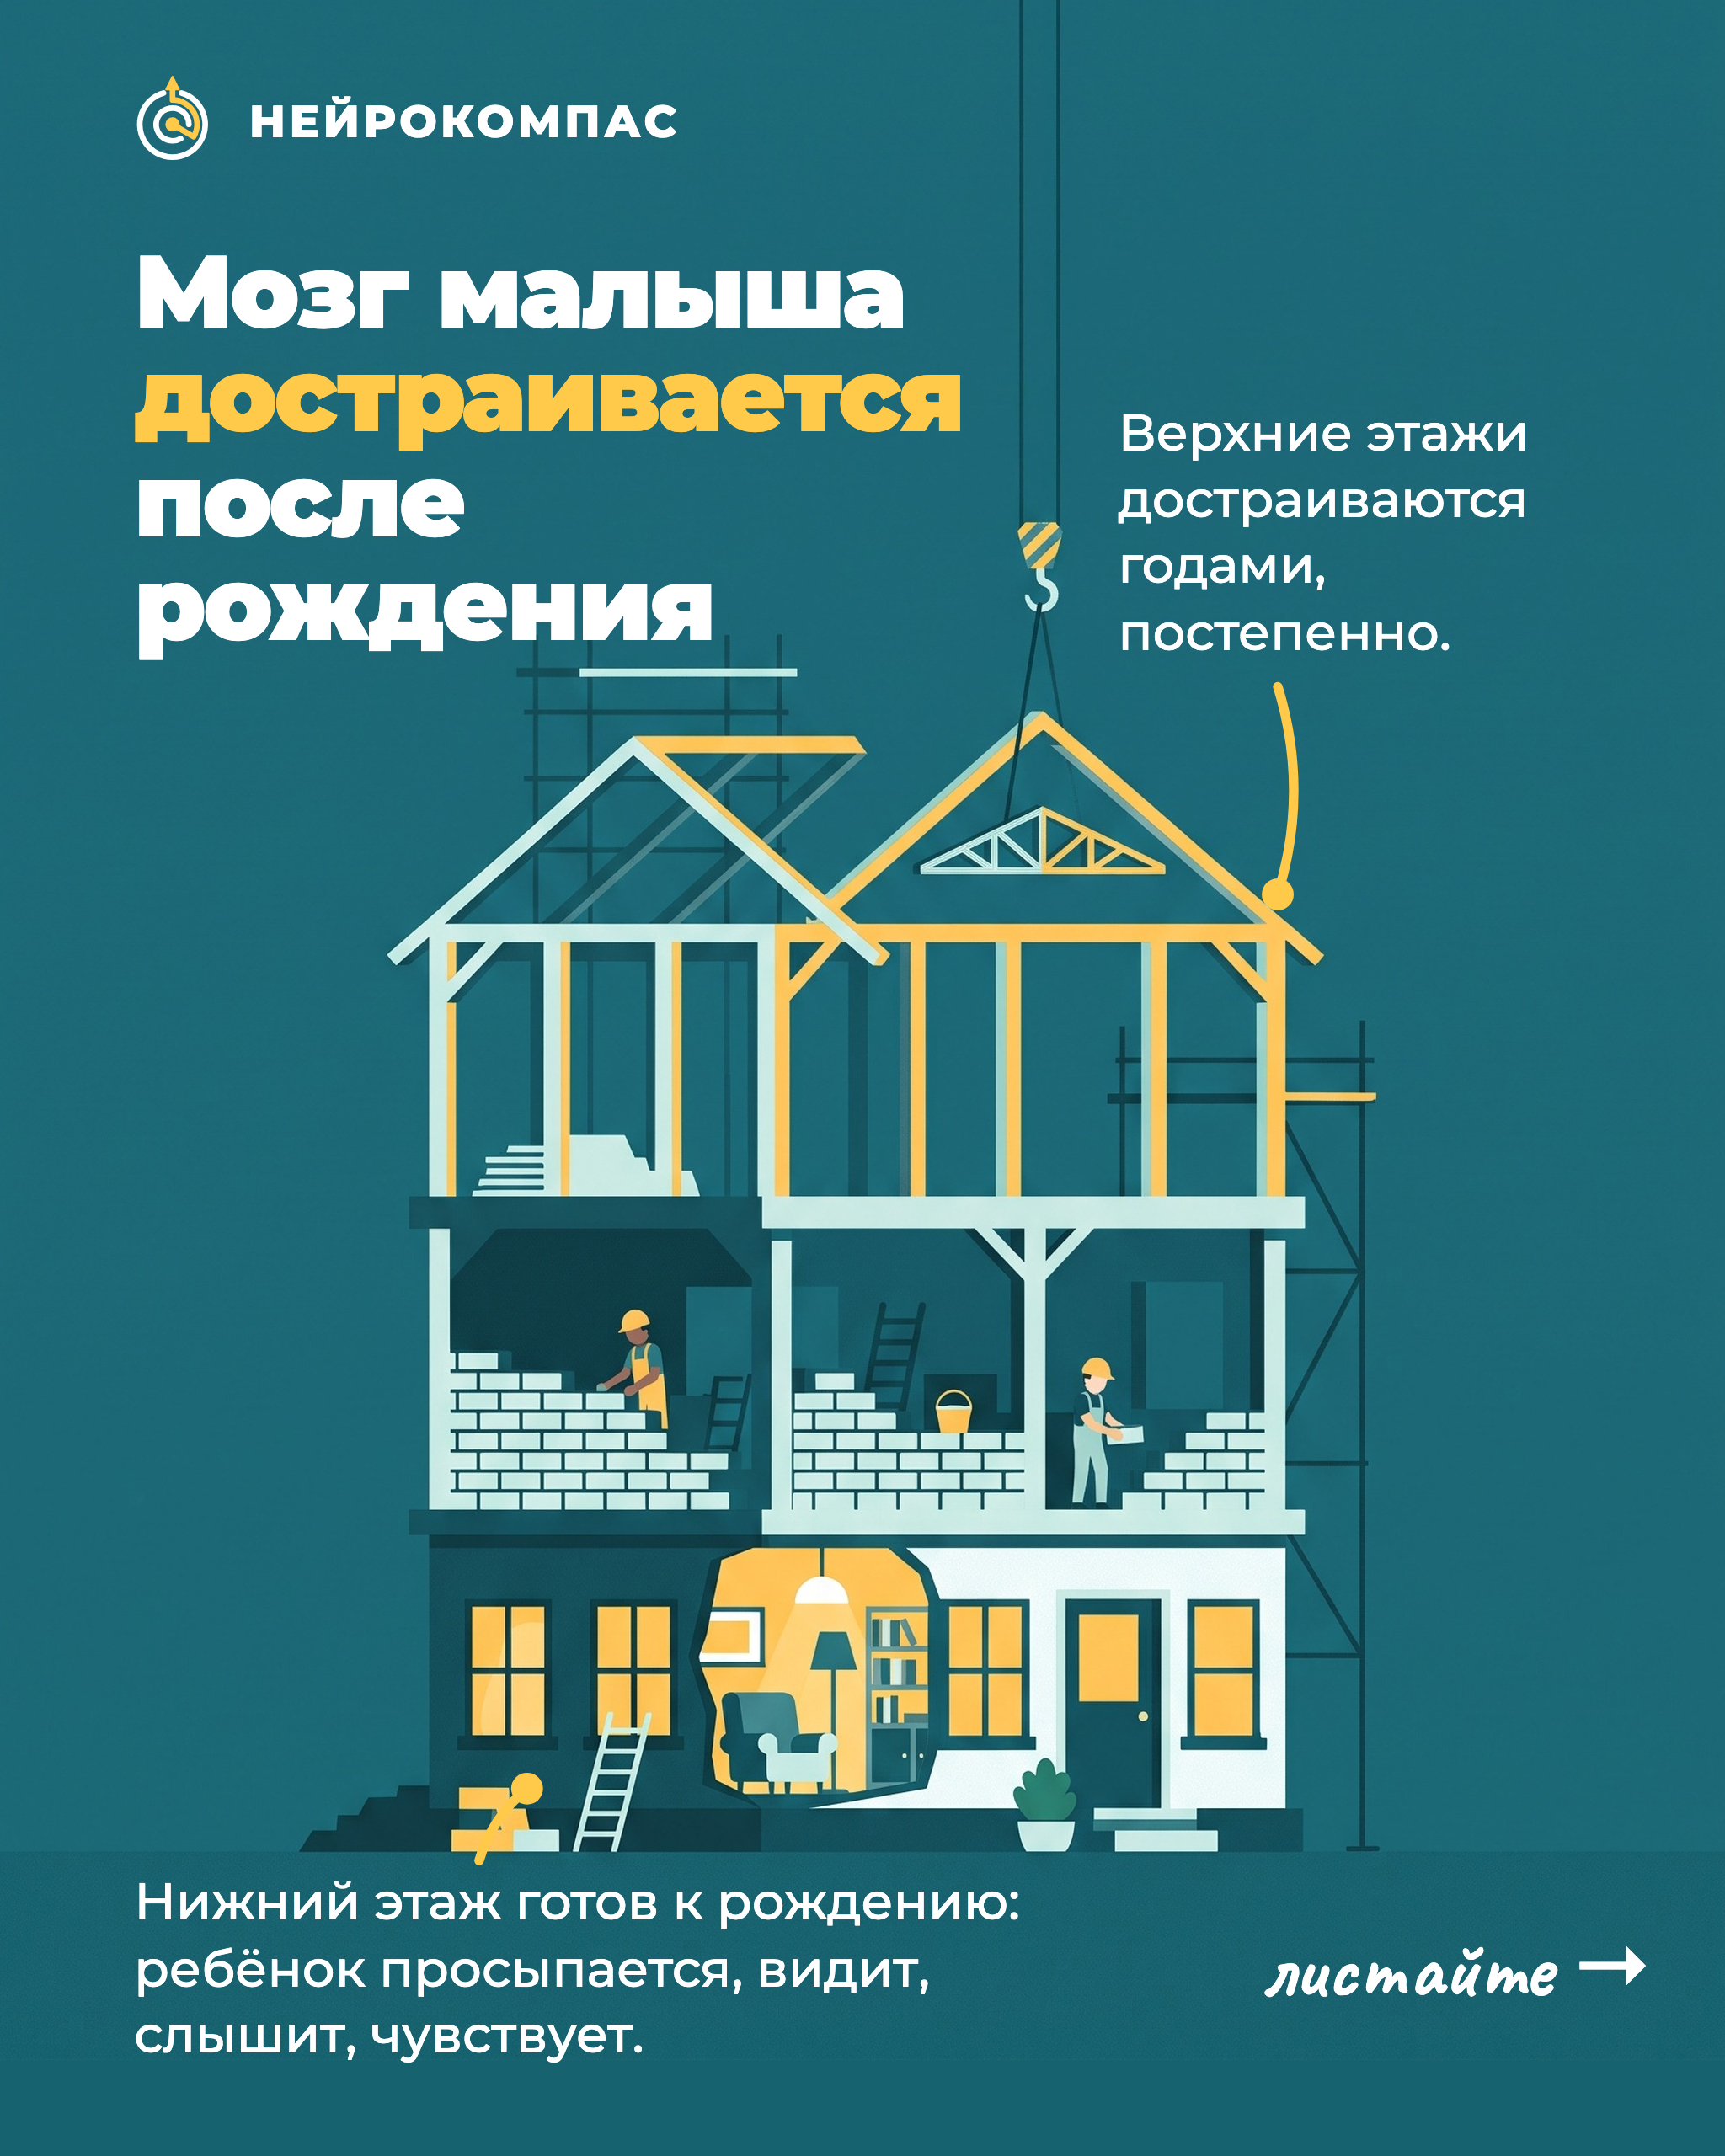 НЕЙРОКОМПАС
Мозг малыша
достраивается
после
рождения
Верхние этажи
достраиваются
годами,
постепенно.
Нижний этаж готов к рождению:
ребёнок просыпается, видит,
слышит, чувствует.
листайте →